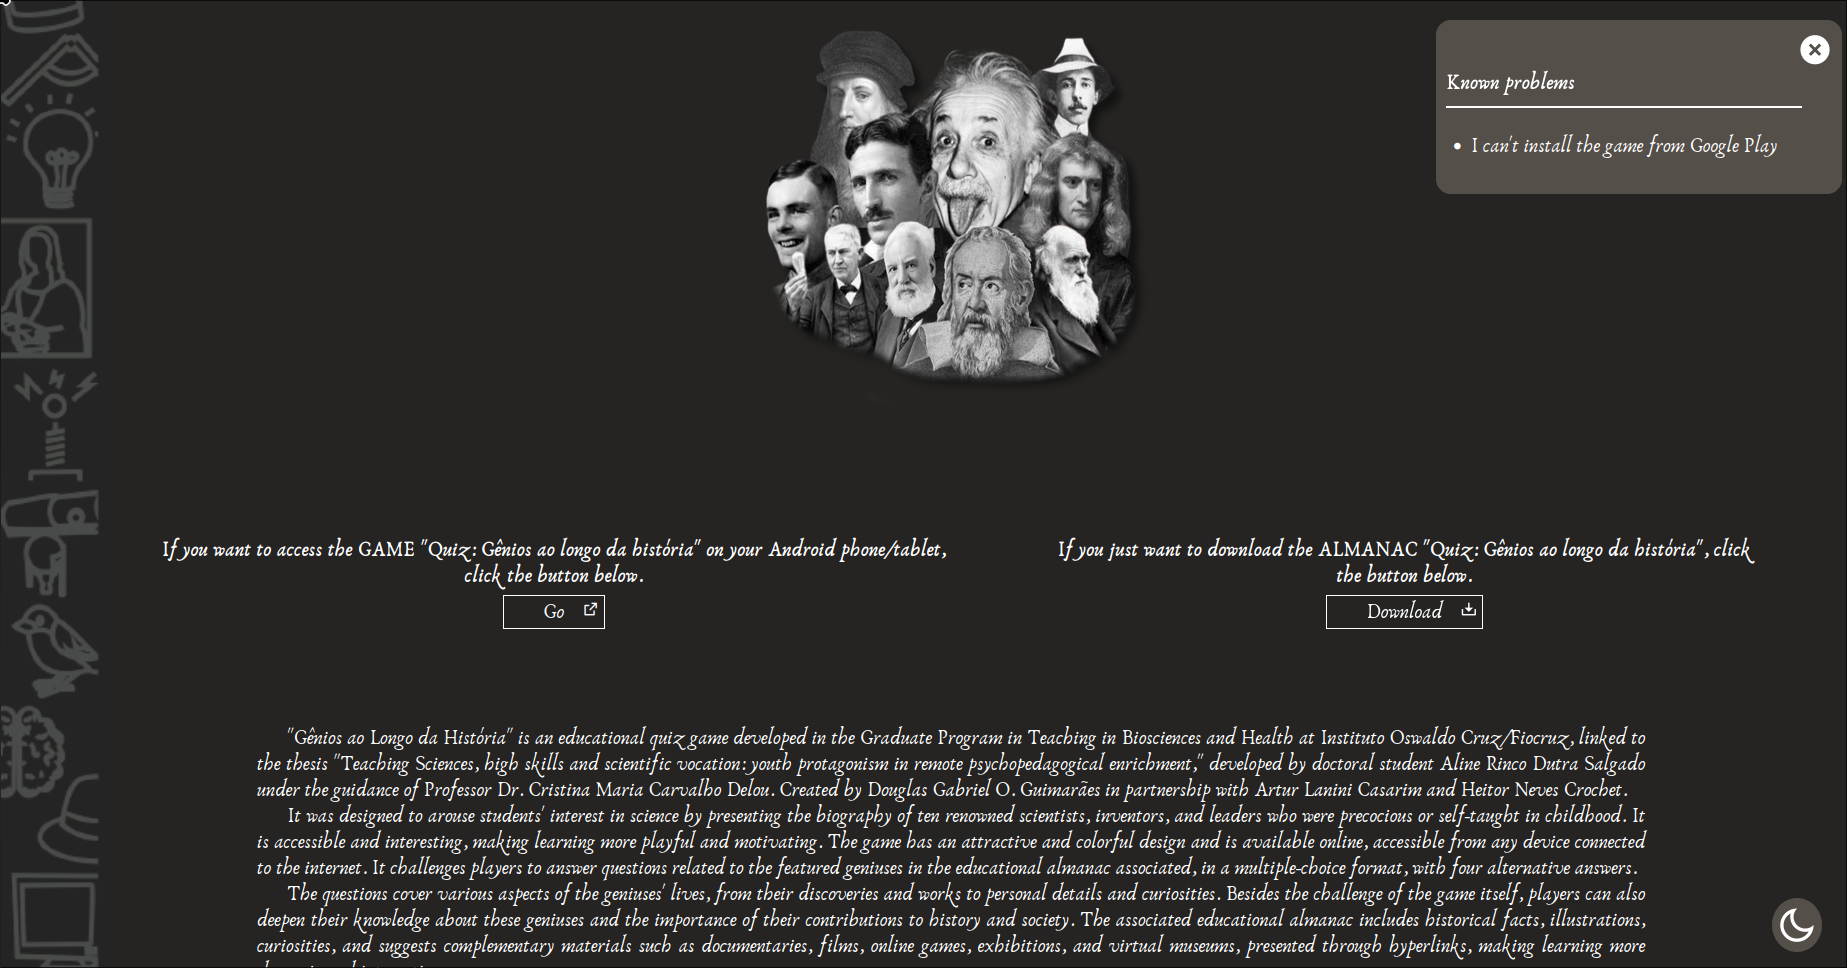 Known problems
I can't install the game from Google Play
If you want to access the GAME "Quiz: Gênios ao longo da história" on your Android phone/tablet,
click the button below.
Go
If you just want to download the ALMANAC "Quiz: Gênios ao longo da história", click
the button below.
Download
"Gênios ao Longo da História" is an educational quiz game developed in the Graduate Program in Teaching in Biosciences and Health at Instituto Oswaldo Cruz/Fiocruz, linked to
the thesis "Teaching Sciences, high skills and scientific vocation: youth protagonism in remote psychopedagogical enrichment," developed by doctoral student Aline Rinco Dutra Salgado
under the guidance of Professor Dr. Cristina Maria Carvalho Delou. Created by Douglas Gabriel O. Guimarães in partnership with Artur Lanini Casarim and Heitor Neves Crochet.
It was designed to arouse students' interest in science by presenting the biography of ten renowned scientists, inventors, and leaders who were precocious or self-taught in childhood. It
is accessible and interesting, making learning more playful and motivating. The game has an attractive and colorful design and is available online, accessible from any device connected
to the internet. It challenges players to answer questions related to the featured geniuses in the educational almanac associated, in a multiple-choice format, with four alternative answers.
The questions cover various aspects of the geniuses' lives, from their discoveries and works to personal details and curiosities. Besides the challenge of the game itself, players can also
deepen their knowledge about these geniuses and the importance of their contributions to history and society. The associated educational almanac includes historical facts, illustrations,
curiosities, and suggests complementary materials such as documentaries, films, online games, exhibitions, and virtual museums, presented through hyperlinks, making learning more